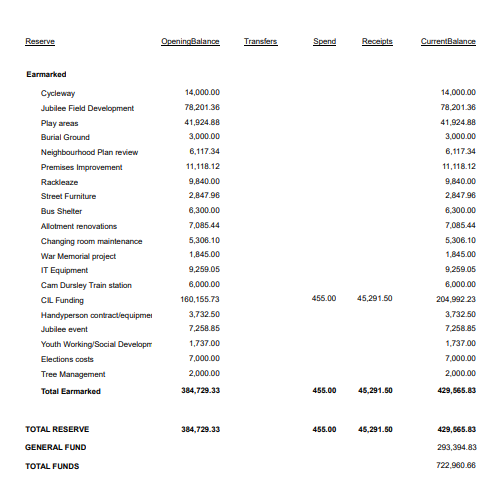 Reserve OpeningBalance Transfers Spend Receipts CurrentBalance
Earmarked
Cycleway 14,000.00 14,000.00
Jubilee Field Development 78,201.36 78,201.36
Play areas 41,924.88 41,924.88
Burial Ground 3,000.00 3,000.00
Neighbourhood Plan review 6,117.34 6,117.34
Premises Improvement 11,118.12 11,118.12
Rackleaze 9,840.00 9,840.00
Street Furniture 2,847.96 2,847.96
Bus Shelter 6,300.00 6,300.00
Allotment renovations 7,085.44 7,085.44
Changing room maintenance 5,306.10 5,306.10
War Memorial project 1,845.00 1,845.00
IT Equipment 9,259.05 9,259.05
Cam Dursley Train station 6,000.00 6,000.00
CIL Funding 160,155.73 455.00 45,291.50 204,992.23
Handyperson contract/equipmer 3,732.50 3,732.50
Jubilee event 7,258.85 7,258.85
Youth Working/Social Developm 1,737.00 1,737.00
Elections costs 7,000.00 7,000.00
Tree Management 2,000.00 2,000.00
Total Earmarked 384,729.33 455.00 45,291.50 429,565.83
TOTAL RESERVE 384,729.33 455.00 45,291.50 429,565.83
GENERAL FUND 293,394.83
TOTAL FUNDS 722,960.66